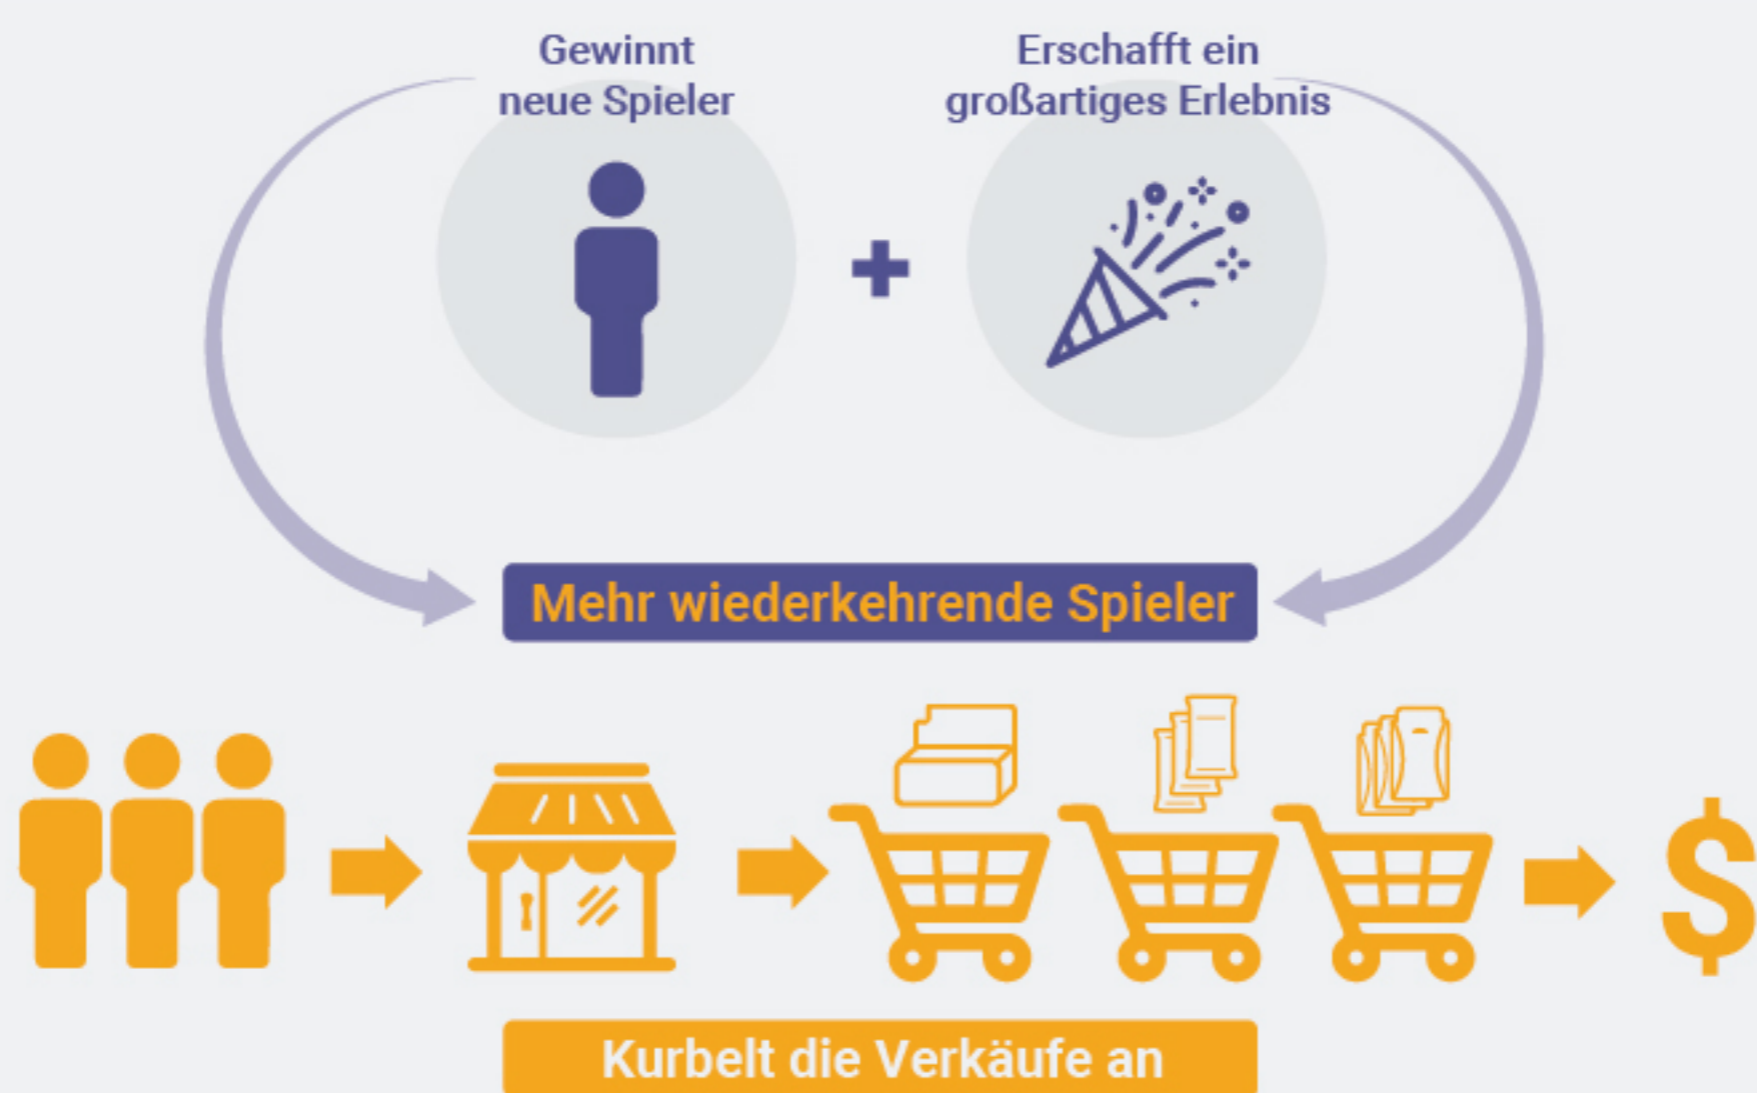 Gewinnt
neue Spieler
Erschafft ein
großartiges Erlebnis
Mehr wiederkehrende Spieler
$
Kurbelt die Verkäufe an